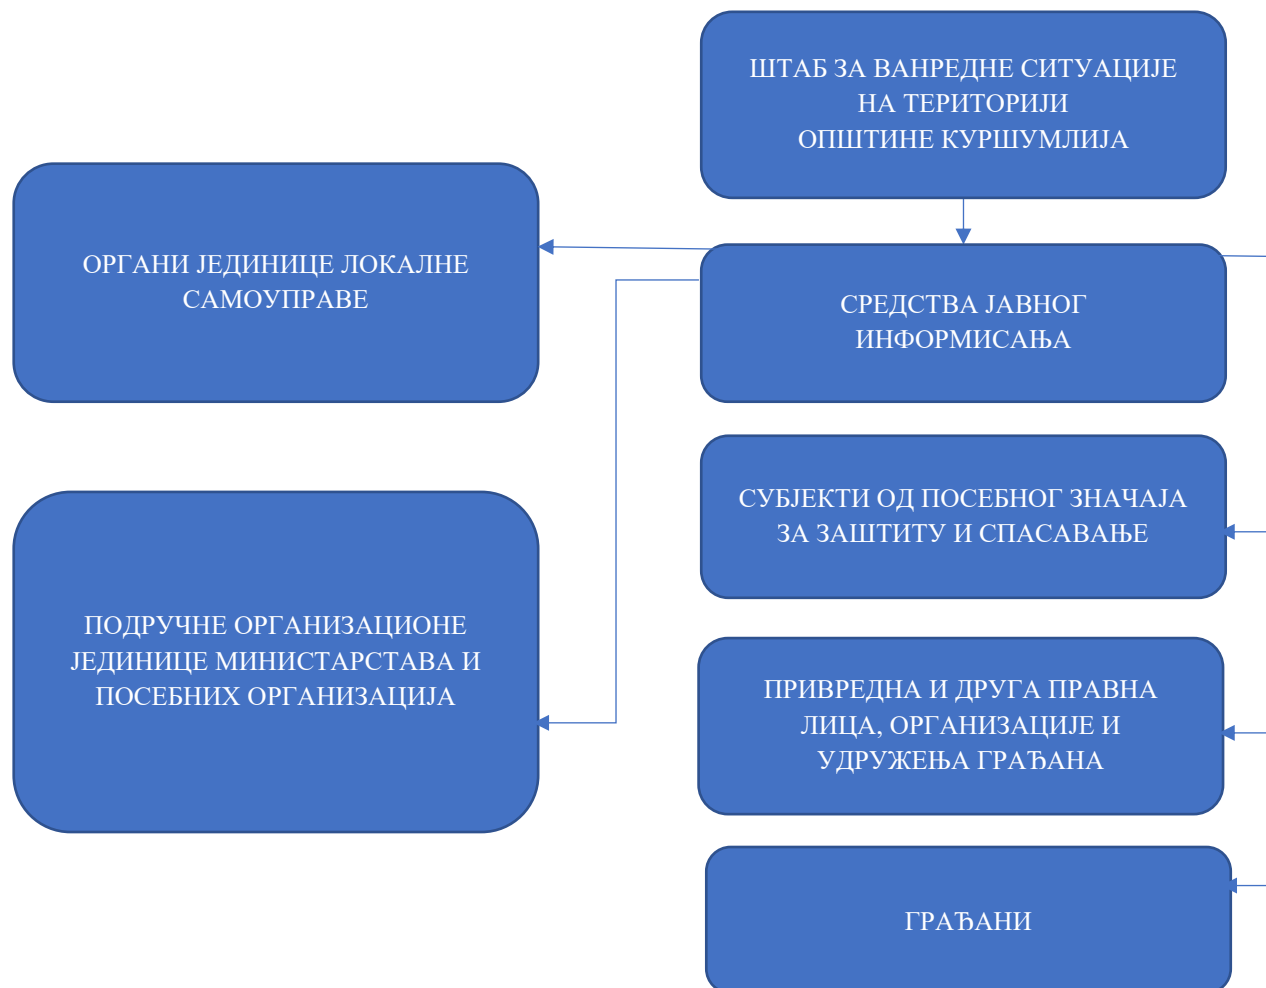 ШТАБ ЗА ВАНРЕДНЕ СИТУАЦИЈЕ
НА ТЕРИТОРИЈИ
ОПШТИНЕ КУРШУМЛИЈА
ОРГАНИ ЈЕДИНИЦЕ ЛОКАЛНЕ
САМОУПРАВЕ
СРЕДСТВА ЈАВНОГ
ИНФОРМИСАЊА
СУБЈЕКТИ ОД ПОСЕБНОГ ЗНАЧАЈА
ЗА ЗАШТИТУ И СПАСАВАЊЕ
ПОДРУЧНЕ ОРГАНИЗАЦИОНЕ
ЈЕДИНИЦЕ МИНИСТАРСТАВА И
ПОСЕБНИХ ОРГАНИЗАЦИЈА
ПРИВРЕДНА И ДРУГА ПРАВНА
ЛИЦА, ОРГАНИЗАЦИЈЕ И
УДРУЖЕЊА ГРАЂАНА
ГРАЂАНИ